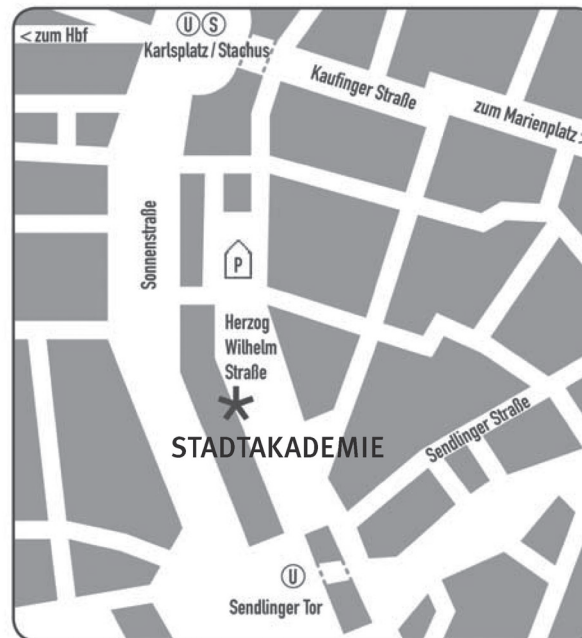 < zum Hbf
U S
Karlsplatz / Stachus
Kaufinger Straße
zum Marienplatz >
Sonnenstraße
P
Herzog
Wilhelm
Straße
STADTAKADEMIE
Sendlinger Straße
U
Sendlinger Tor